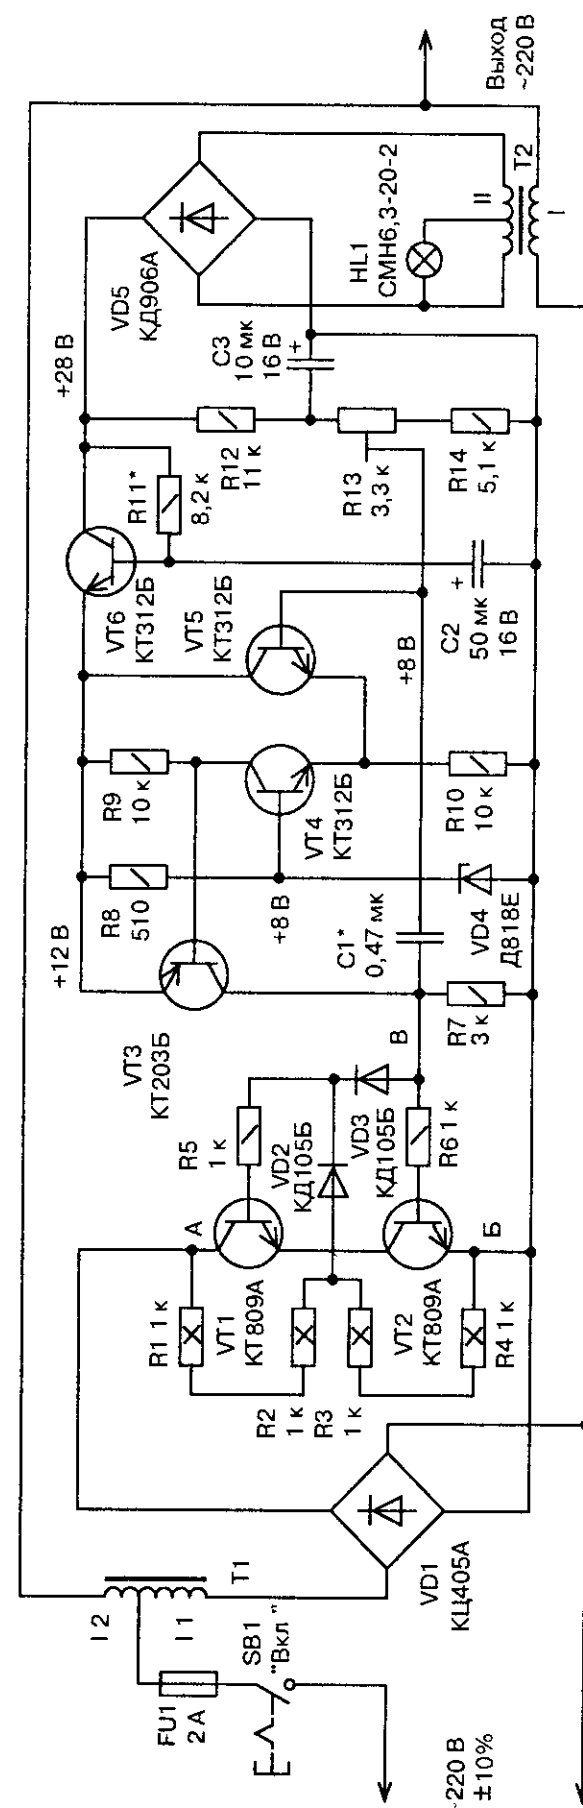 FU1
2 А
SB1
"Вкл "
~220 В
±10%
I 2
I 1
T1
VD1
КЦ405А
R1 1 к
VT1
КТ809А
А
R2
1 к
R3
1 к
VT2
КТ809А
R4 1 к
Б
R5
1 к
VD2
КД105Б
VD3
КД105Б
R6 1 к
VT3
КТ203Б
В
+12 В
R8
510
+8 В
C1*
0,47 мк
R7
3 к
VD4
Д818Е
R9
10 к
VT4
КТ312Б
R10
10 к
VT6
КТ312Б
VT5
КТ312Б
+8 В
C2
50 мк
16 В
+
R11*
8,2 к
+28 В
R12
11 к
R13
3,3 к
R14
5,1 к
C3
10 мк
16 В
+
VD5
КД906А
HL1
СМН6,3-20-2
II
I
T2
Выход
~220 В